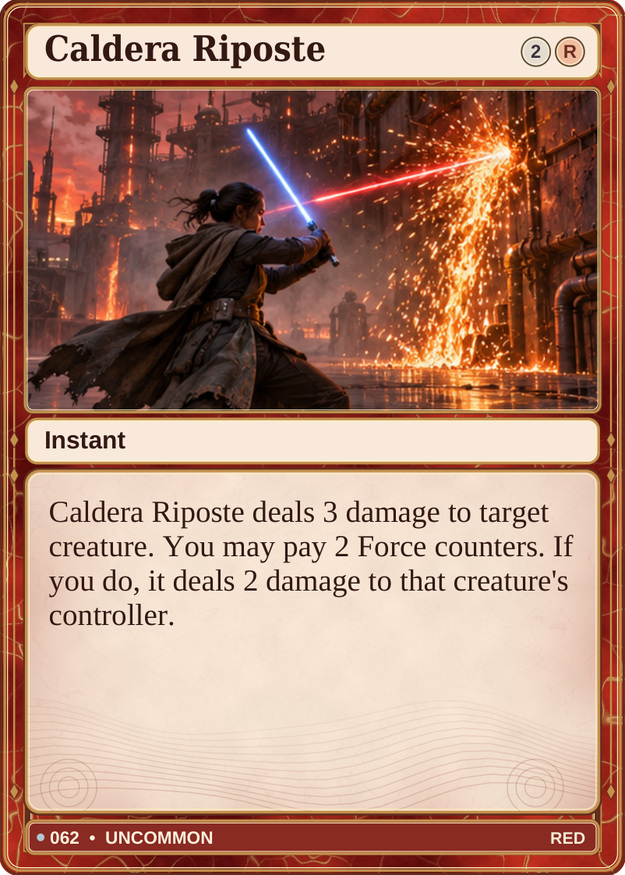 Caldera Riposte
2 R
Instant
Caldera Riposte deals 3 damage to target
creature. You may pay 2 Force counters. If
you do, it deals 2 damage to that creature's
controller.
062 • UNCOMMON
RED